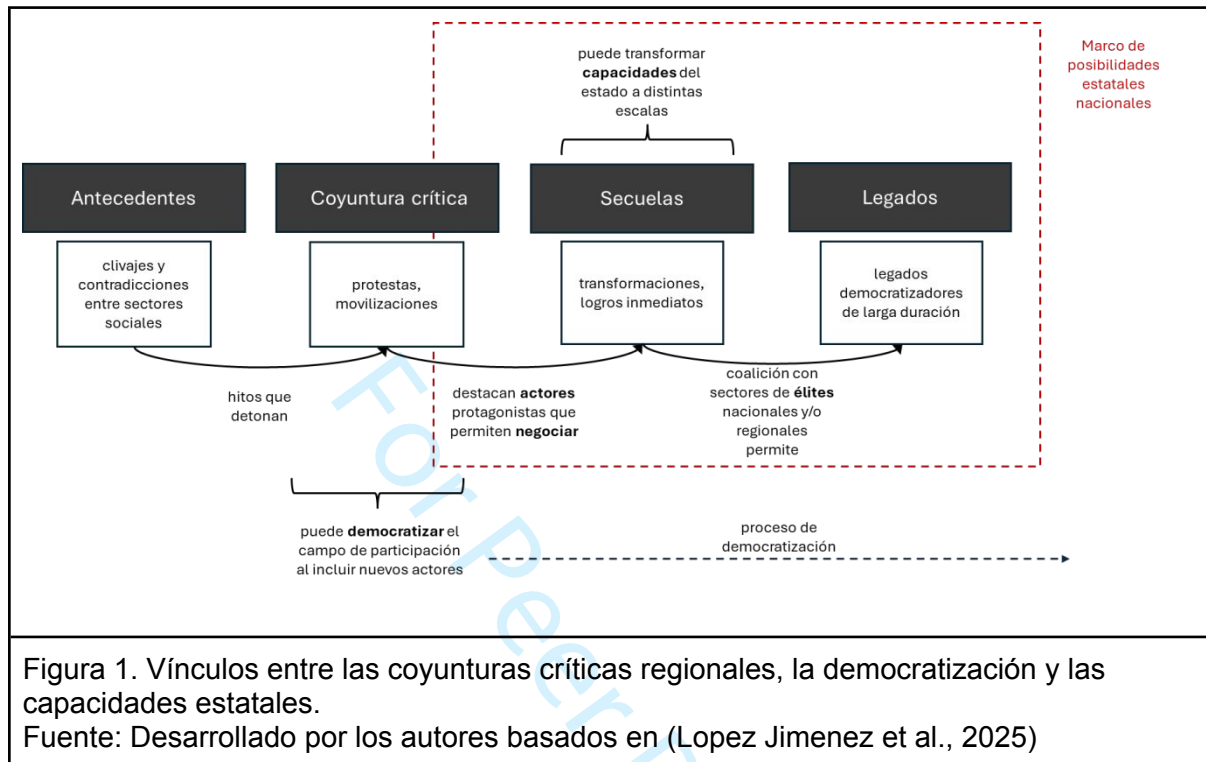 puede transformar
capacidades del
estado a distintas
escalas
Marco de
posibilidades
estatales
nacionales
Antecedentes
Coyuntura crítica
Secuelas
Legados
clivajes y
contradicciones
entre sectores
sociales
protestas,
movilizaciones
transformaciones,
logros inmediatos
legados
democratizadores
de larga duración
hitos que
detonan
destacan actores
protagonistas que
permiten negociar
coalición con
sectores de élites
nacionales y/o
regionales
permite
puede democratizar el
campo de participación
al incluir nuevos actores
proceso de
democratización
For Peer
Figura 1. Vínculos entre las coyunturas críticas regionales, la democratización y las
capacidades estatales.
Fuente: Desarrollado por los autores basados en (Lopez Jimenez et al., 2025)